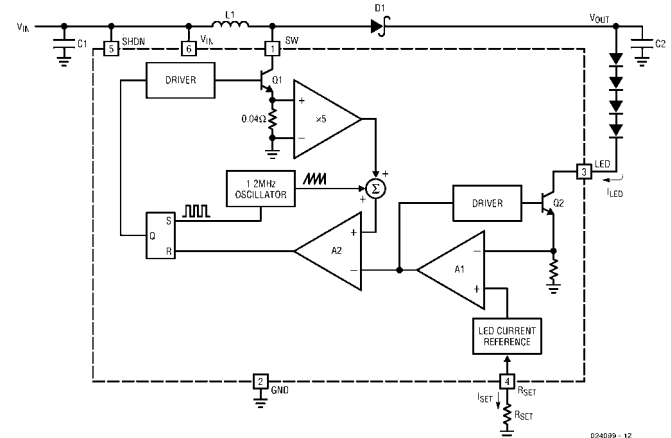 L1
D1
VIN
VOUT
C1
5
SHDN
6
VIN
1
SW
C2
DRIVER
Q1
0.04Ω
+
−
×5
3
LED
ILED
1.2MHz
OSCILLATOR
+
+
Σ
DRIVER
Q2
S
Q
R
A2
+
−
A1
−
+
LED CURRENT
REFERENCE
2
GND
4
RSET
ISET
RSET
024099 - 12